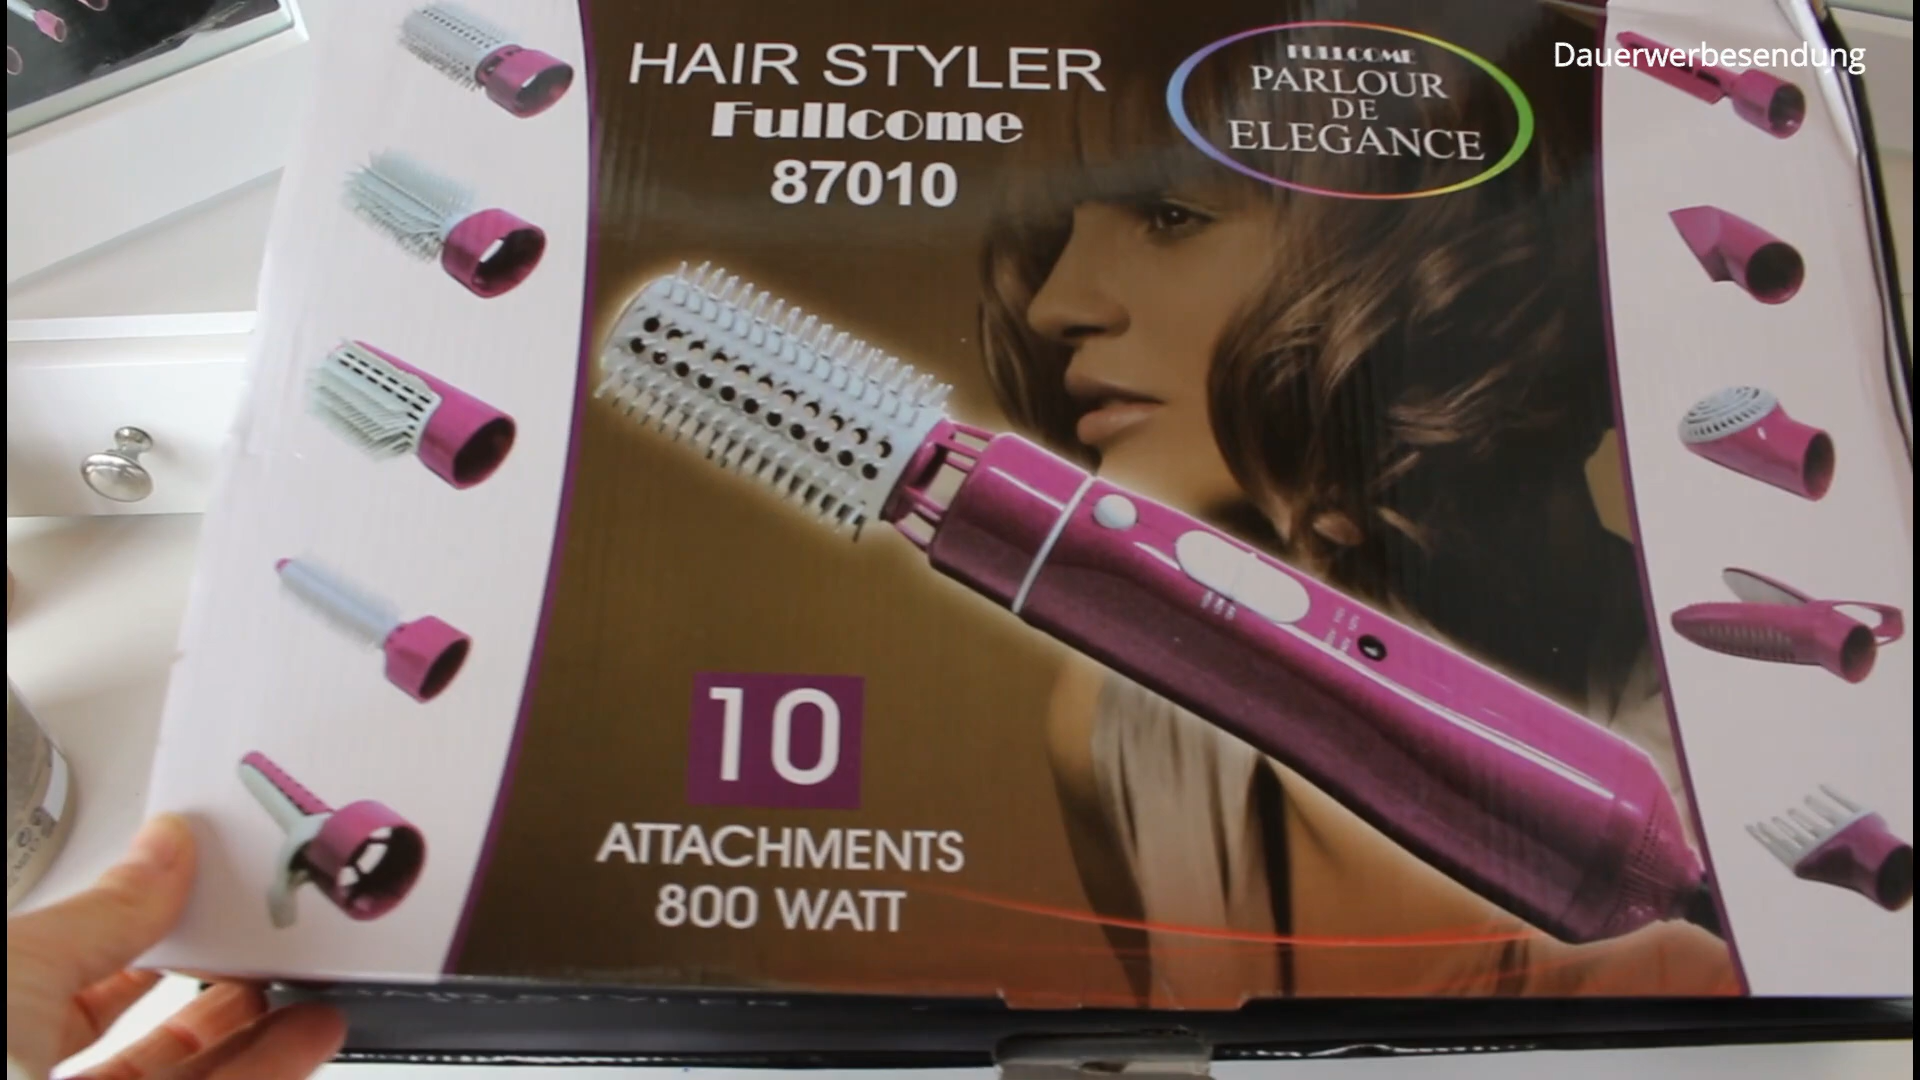 HAIR STYLER
Fullcome
87010
FULLCOME
PARLOUR
DE
ELEGANCE
Dauerwerbesendung
10
ATTACHMENTS
800 WATT